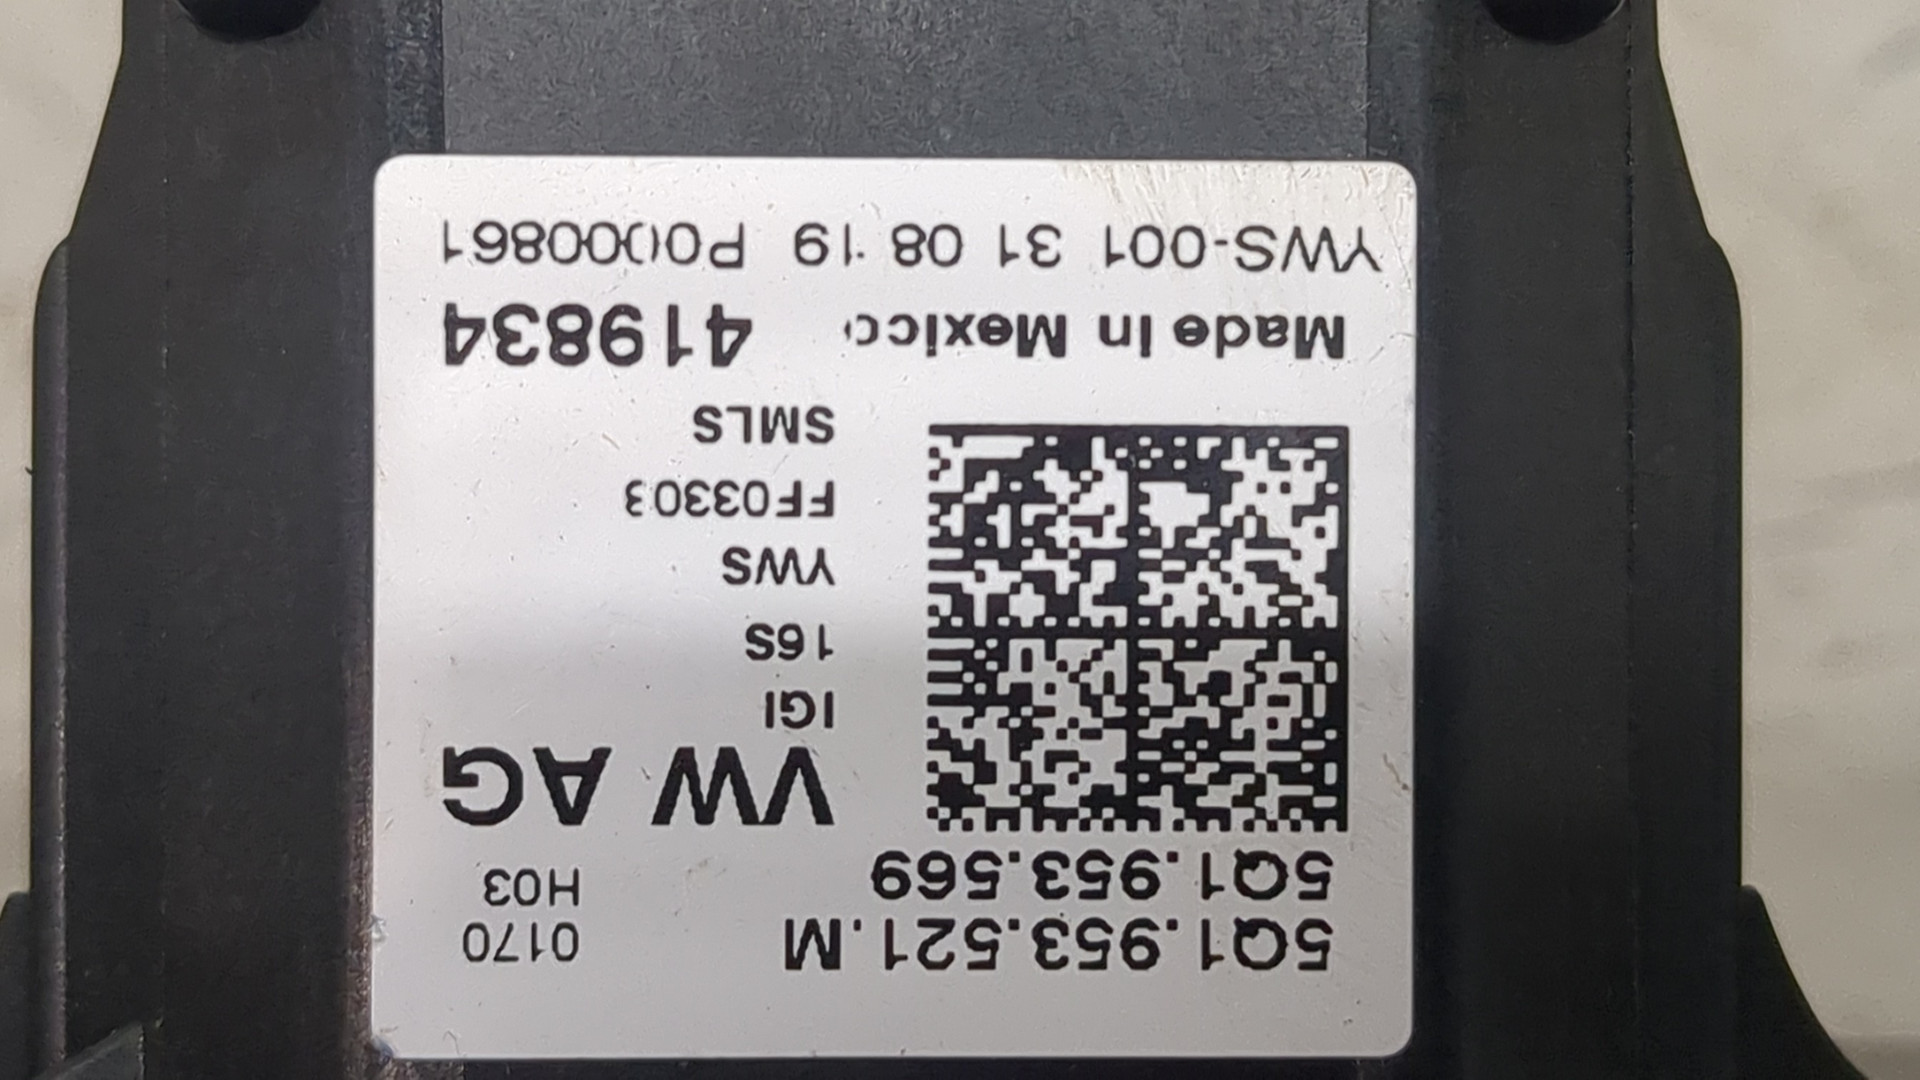 5Q1.953.521.M 0170
5Q1.953.569 H03
VW AG
IGI
16S
YWS
FF03303
SMLS
Made In Mexico 419834
YWS-001 31 08 19 P0000861